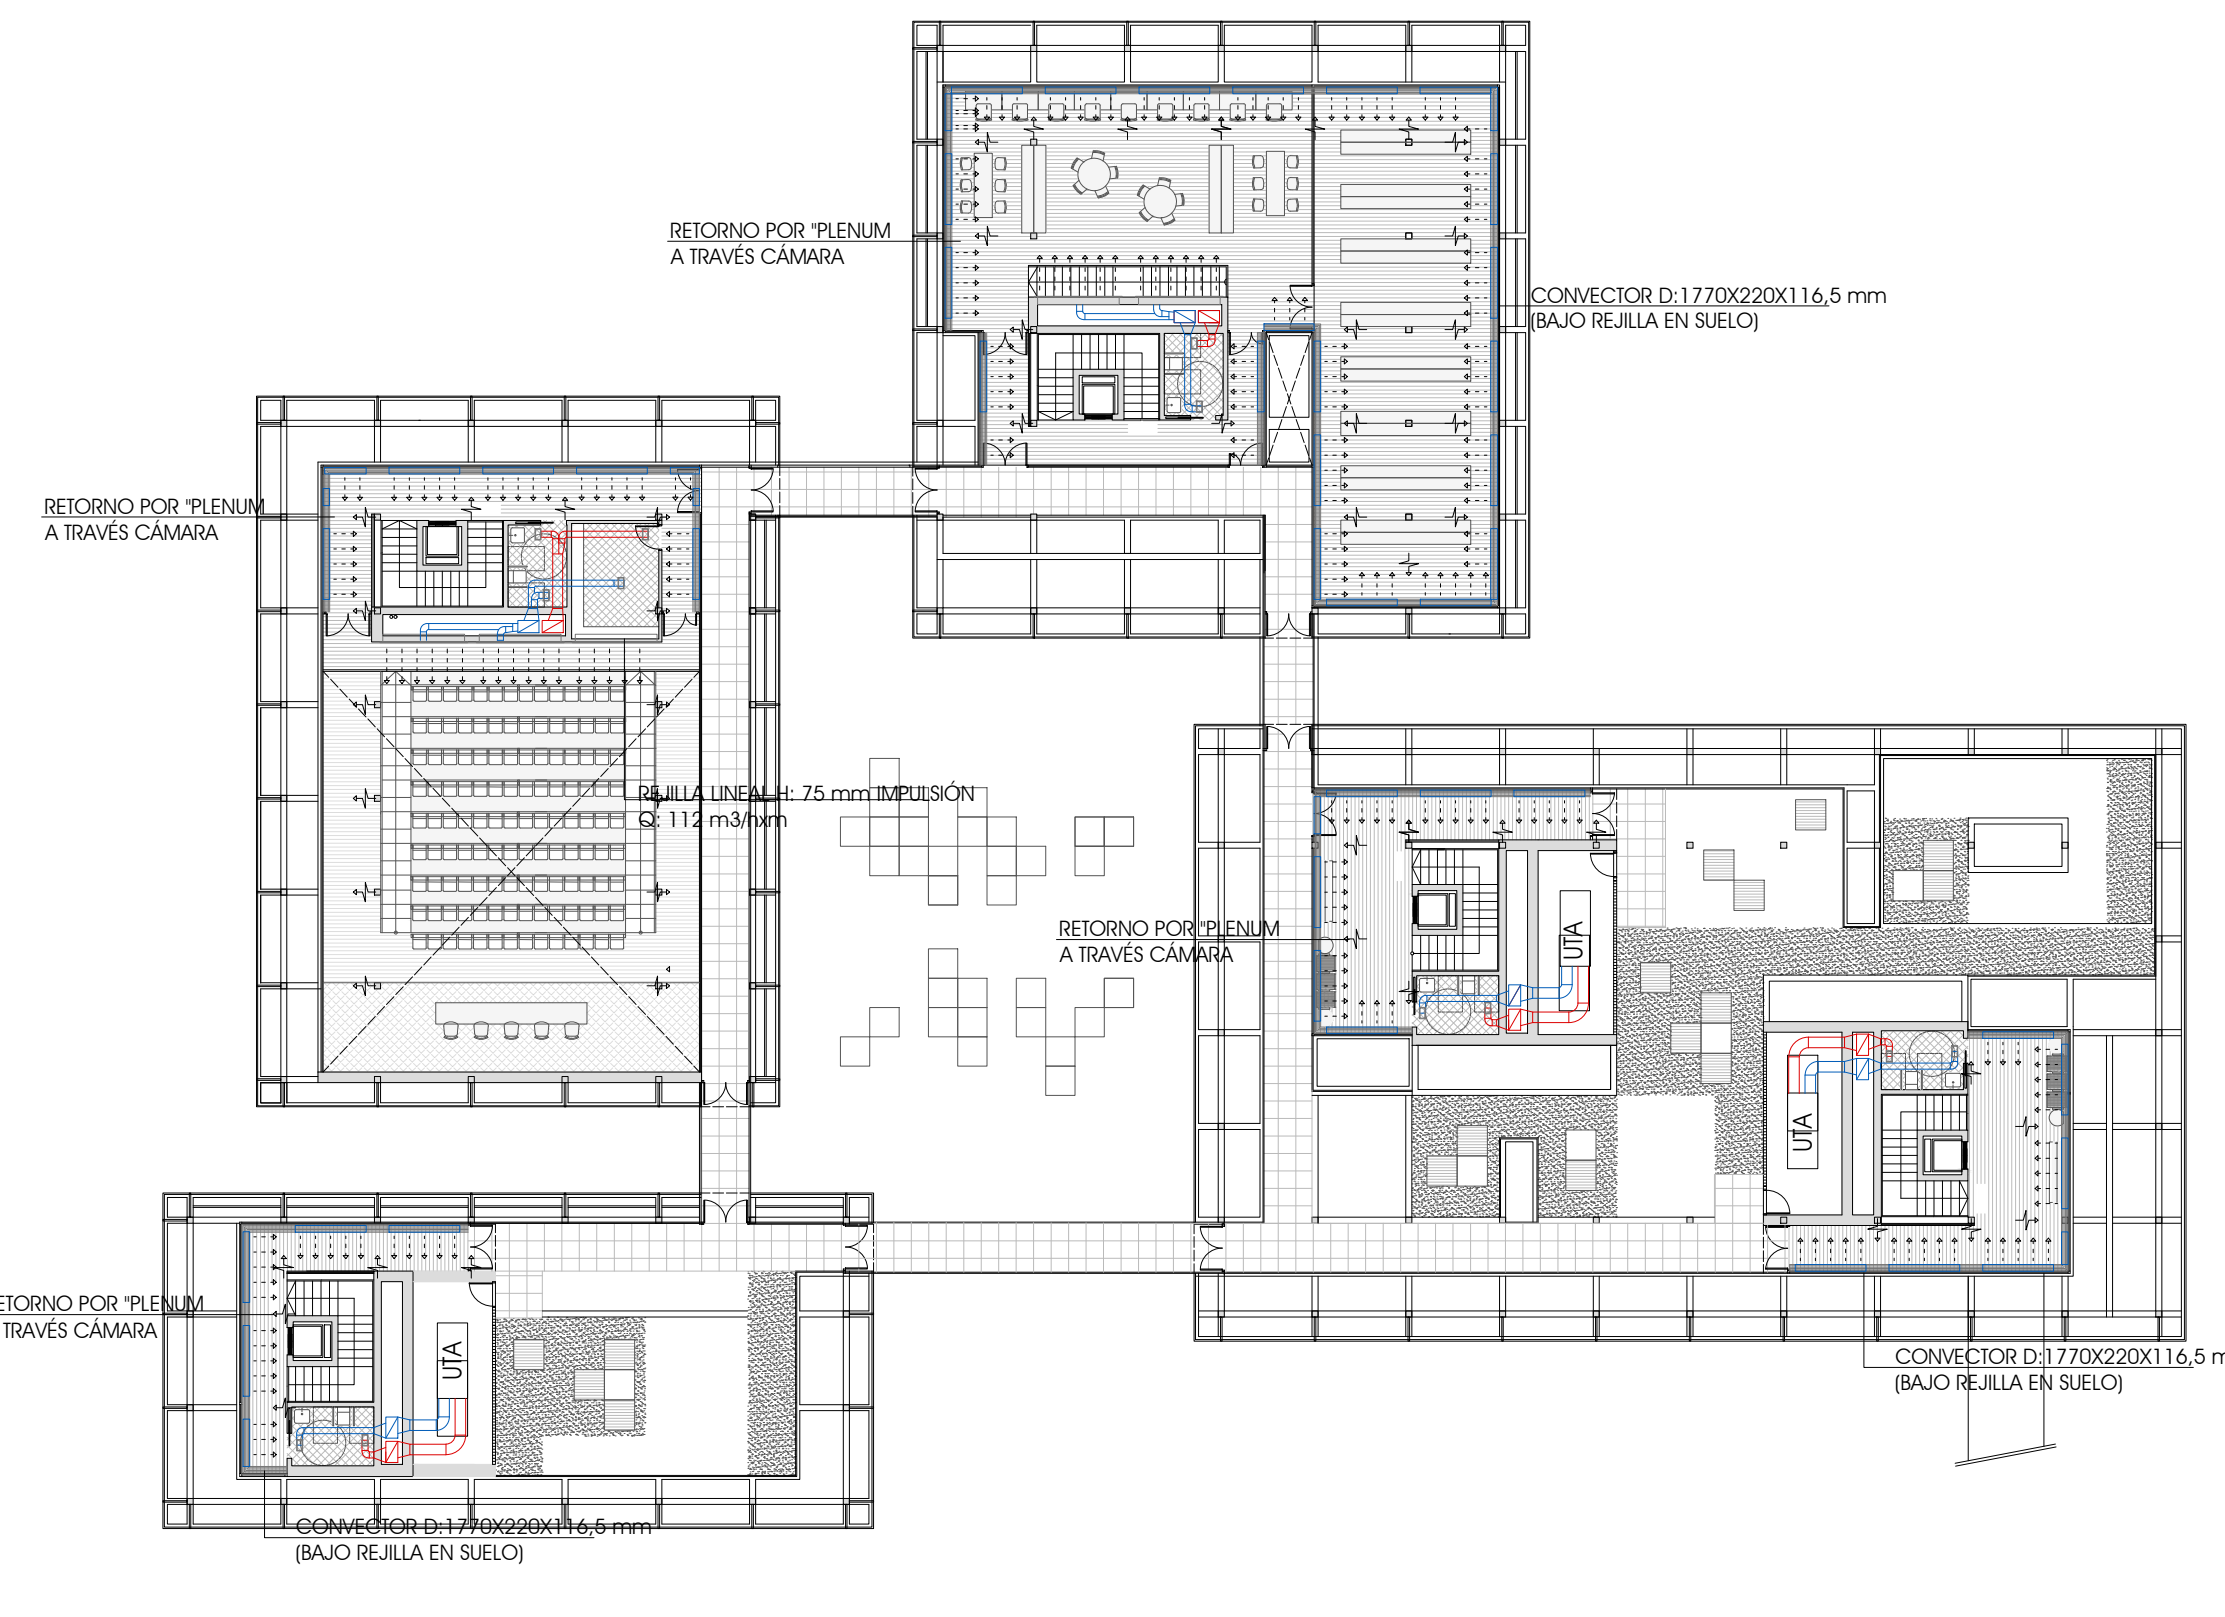 RETORNO POR "PLENUM
A TRAVÉS CÁMARA
CONVECTOR D:1770X220X116,5 mm
(BAJO REJILLA EN SUELO)
RETORNO POR "PLENUM
A TRAVÉS CÁMARA
REJILLA LINEAL H: 75 mm IMPULSIÓN
Q: 112 m3/hxm
RETORNO POR "PLENUM
A TRAVÉS CÁMARA
UTA
UTA
ETORNO POR "PLENUM
TRAVÉS CÁMARA
UTA
CONVECTOR D:1770X220X116,5 m
(BAJO REJILLA EN SUELO)
CONVECTOR D:1770X220X116,5 mm
(BAJO REJILLA EN SUELO)